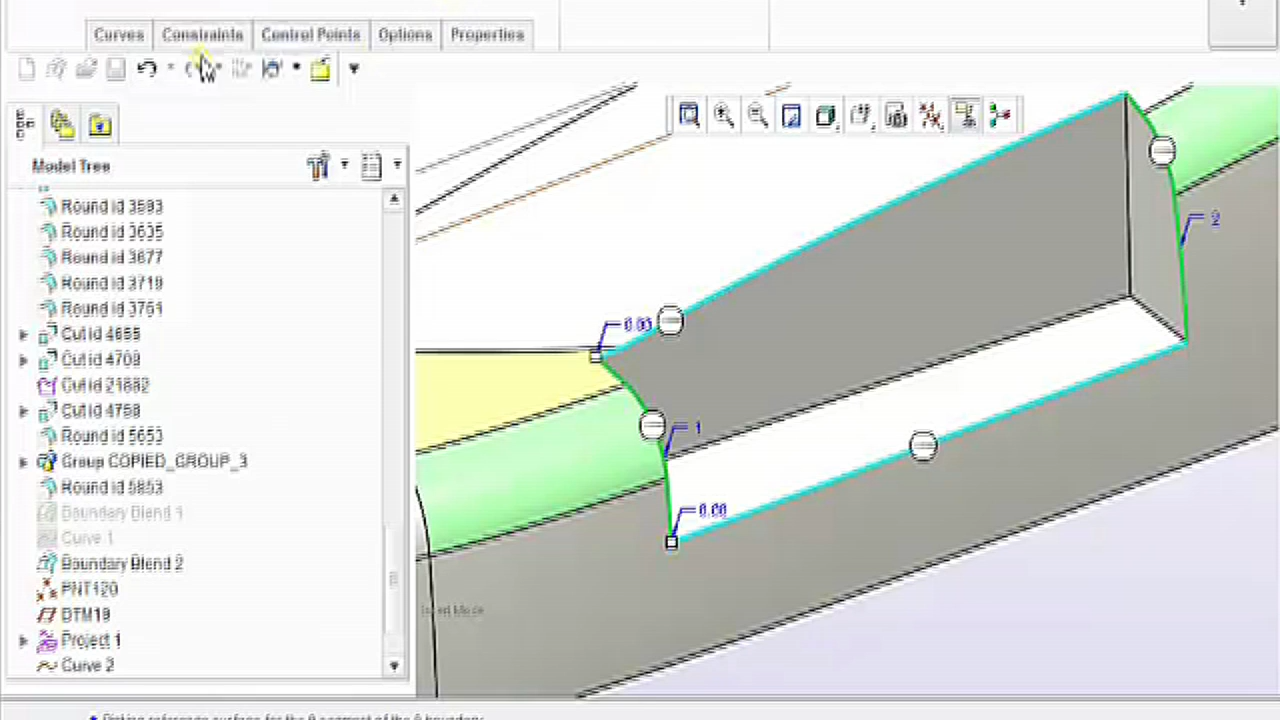 Curves Constraints Control Points Options Properties
Model Tree
Round id 3593
Round id 3635
Round id 3677
Round id 3719
Round id 3761
Cut id 4655
Cut id 4709
Cut id 21882
Cut id 4758
Round id 5653
Group COPIED_GROUP_3
Round id 5853
Boundary Blend 1
Curve 1
Boundary Blend 2
PNT120
DTM19
Project 1
Curve 2
2
0.00
1
0.00
Insert Mode